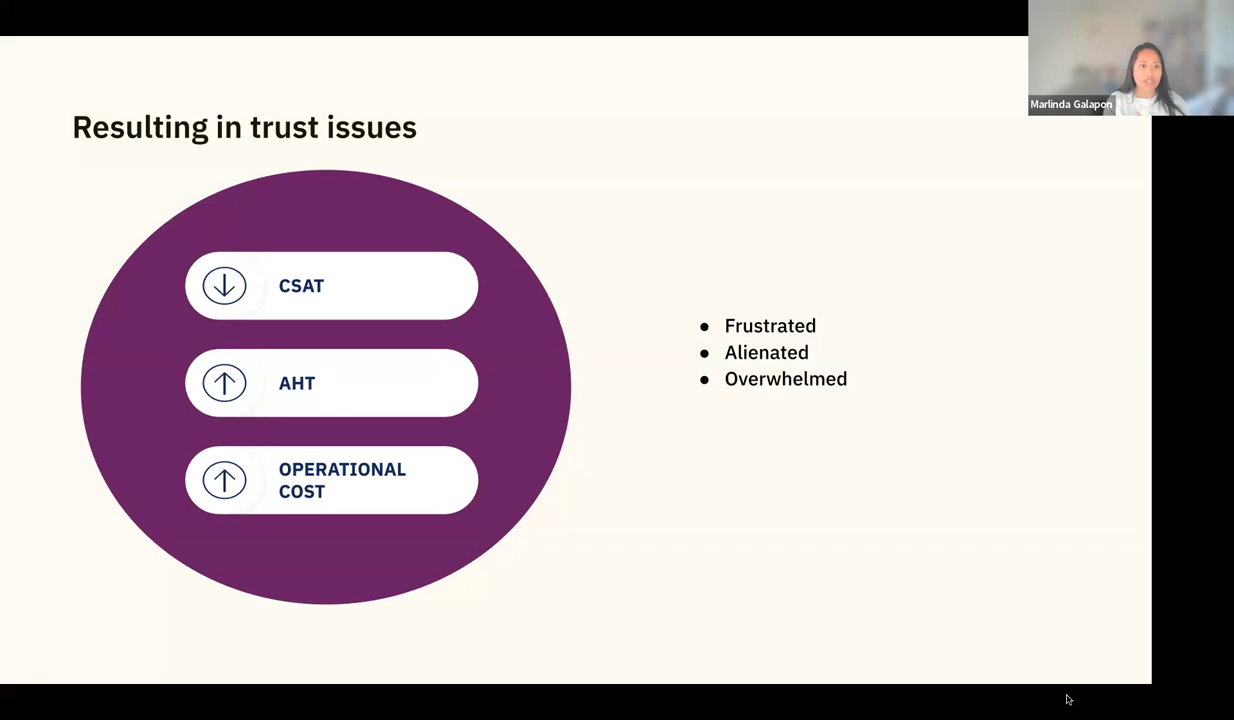 Marlinda Galapon
Resulting in trust issues
CSAT
AHT
OPERATIONAL
COST
● Frustrated
● Alienated
● Overwhelmed